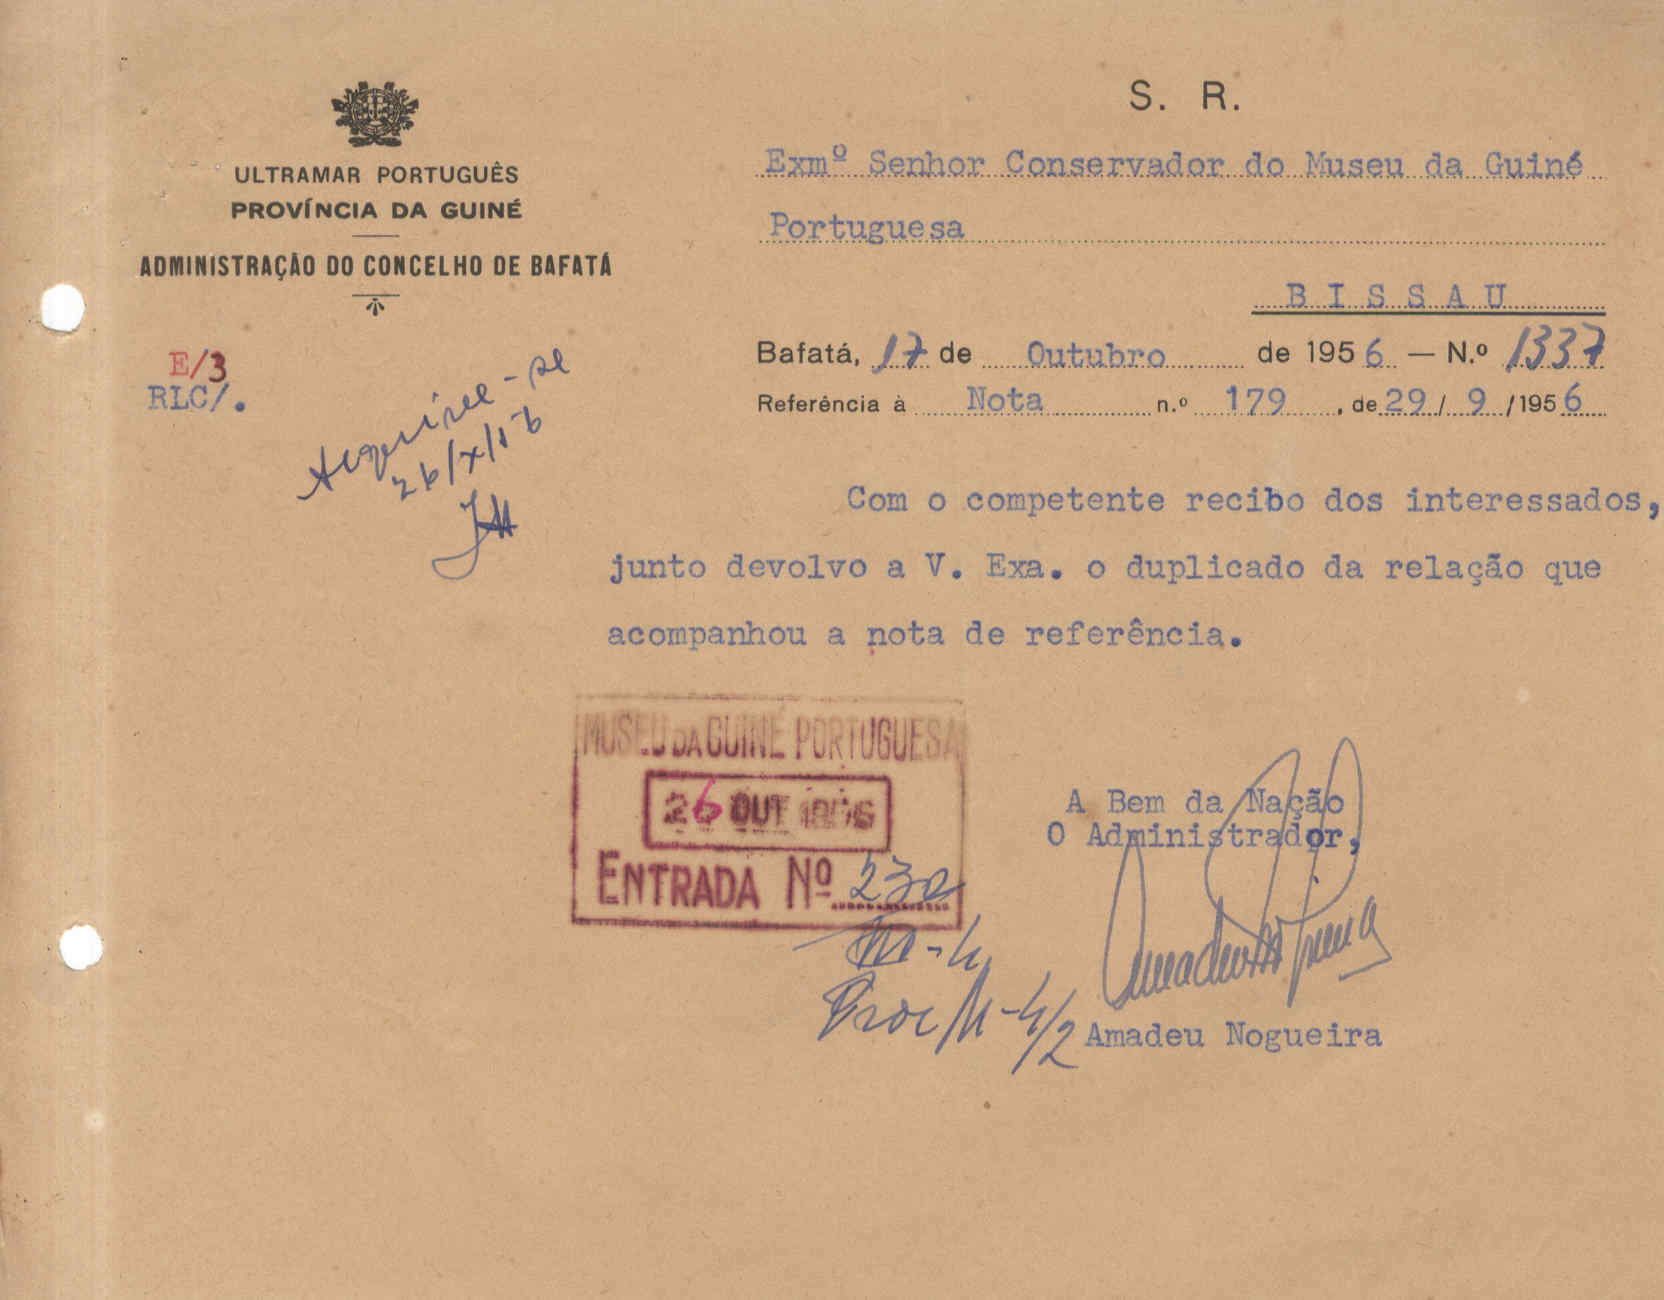 S. R.
ULTRAMAR PORTUGUÊS
PROVÍNCIA DA GUINÉ
ADMINISTRAÇÃO DO CONCELHO DE BAFATÁ
E/3
RLC/.
Exmº Senhor Conservador do Museu da Guiné
Portuguesa
B I S S A U
Bafatá, 17 de Outubro de 1956 — N.º 1337
Referência à Nota n.º 179, de 29/ 9 /1956
26/X/56
Com o competente recibo dos interessados,
junto devolvo a V. Exa. o duplicado da relação que
acompanhou a nota de referência.
MUSEU DA GUINÉ PORTUGUESA
26 OUT 1956
ENTRADA Nº 230
A Bem da Nação
O Administrador,
Proc M-4/2
Amadeu Nogueira